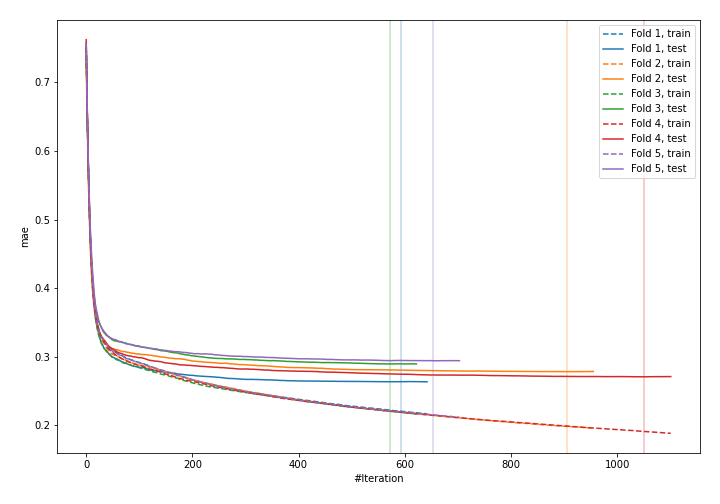 Fold 1, train
Fold 1, test
Fold 2, train
Fold 2, test
Fold 3, train
Fold 3, test
Fold 4, train
Fold 4, test
Fold 5, train
Fold 5, test
0.7
0.6
0.5
0.4
0.3
0.2
mae
0 200 400 600 800 1000
#Iteration